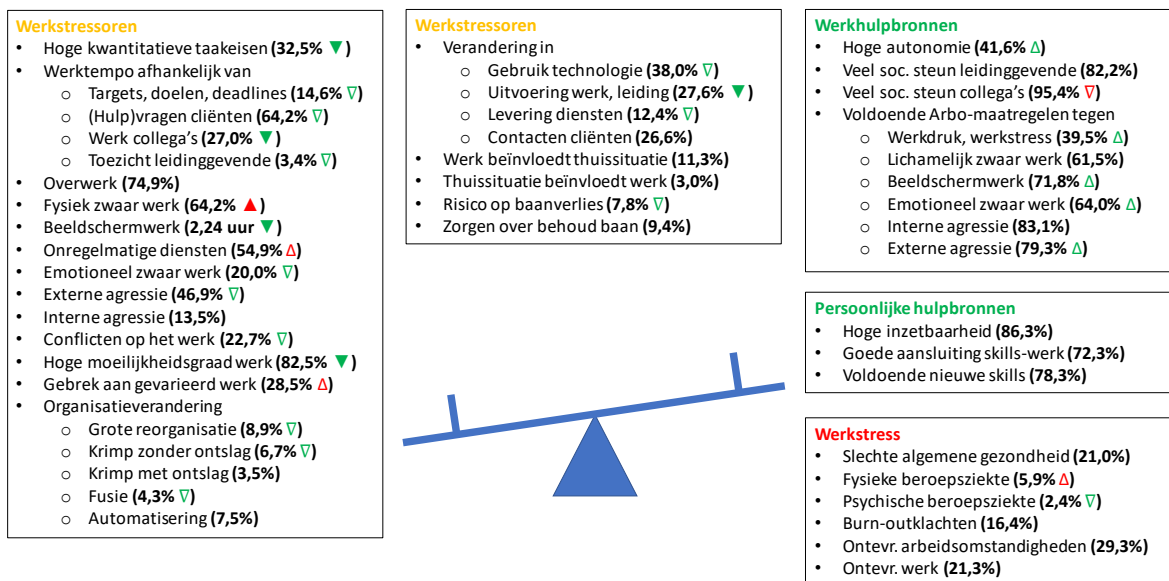 Werkstressoren
• Hoge kwantitatieve taakeisen (32,5% ▼)
• Werktempo afhankelijk van
o Targets, doelen, deadlines (14,6% ∇)
o (Hulp)vragen cliënten (64,2% ∇)
o Werk collega's (27,0% ▼)
o Toezicht leidinggevende (3,4% ∇)
• Overwerk (74,9%)
• Fysiek zwaar werk (64,2% ▲)
• Beeldschermwerk (2,24 uur ▼)
• Onregelmatige diensten (54,9% Δ)
• Emotioneel zwaar werk (20,0% ∇)
• Externe agressie (46,9% ∇)
• Interne agressie (13,5%)
• Conflicten op het werk (22,7% ∇)
• Hoge moeilijkheidsgraad werk (82,5% ▼)
• Gebrek aan gevarieerd werk (28,5% Δ)
• Organisatieverandering
o Grote reorganisatie (8,9% ∇)
o Krimp zonder ontslag (6,7% ∇)
o Krimp met ontslag (3,5%)
o Fusie (4,3% ∇)
o Automatisering (7,5%)
Werkstressoren
• Verandering in
o Gebruik technologie (38,0% ∇)
o Uitvoering werk, leiding (27,6% ▼)
o Levering diensten (12,4% ∇)
o Contacten cliënten (26,6%)
• Werk beïnvloedt thuissituatie (11,3%)
• Thuissituatie beïnvloedt werk (3,0%)
• Risico op baanverlies (7,8% ∇)
• Zorgen over behoud baan (9,4%)
Werkhulpbronnen
• Hoge autonomie (41,6% Δ)
• Veel soc. steun leidinggevende (82,2%)
• Veel soc. steun collega's (95,4% ∇)
• Voldoende Arbo-maatregelen tegen
o Werkdruk, werkstress (39,5% Δ)
o Lichamelijk zwaar werk (61,5%)
o Beeldschermwerk (71,8% Δ)
o Emotioneel zwaar werk (64,0% Δ)
o Interne agressie (83,1%)
o Externe agressie (79,3% Δ)
Persoonlijke hulpbronnen
• Hoge inzetbaarheid (86,3%)
• Goede aansluiting skills-werk (72,3%)
• Voldoende nieuwe skills (78,3%)
Werkstress
• Slechte algemene gezondheid (21,0%)
• Fysieke beroepsziekte (5,9% Δ)
• Psychische beroepsziekte (2,4% ∇)
• Burn-outklachten (16,4%)
• Ontevr. arbeidsomstandigheden (29,3%)
• Ontevr. werk (21,3%)